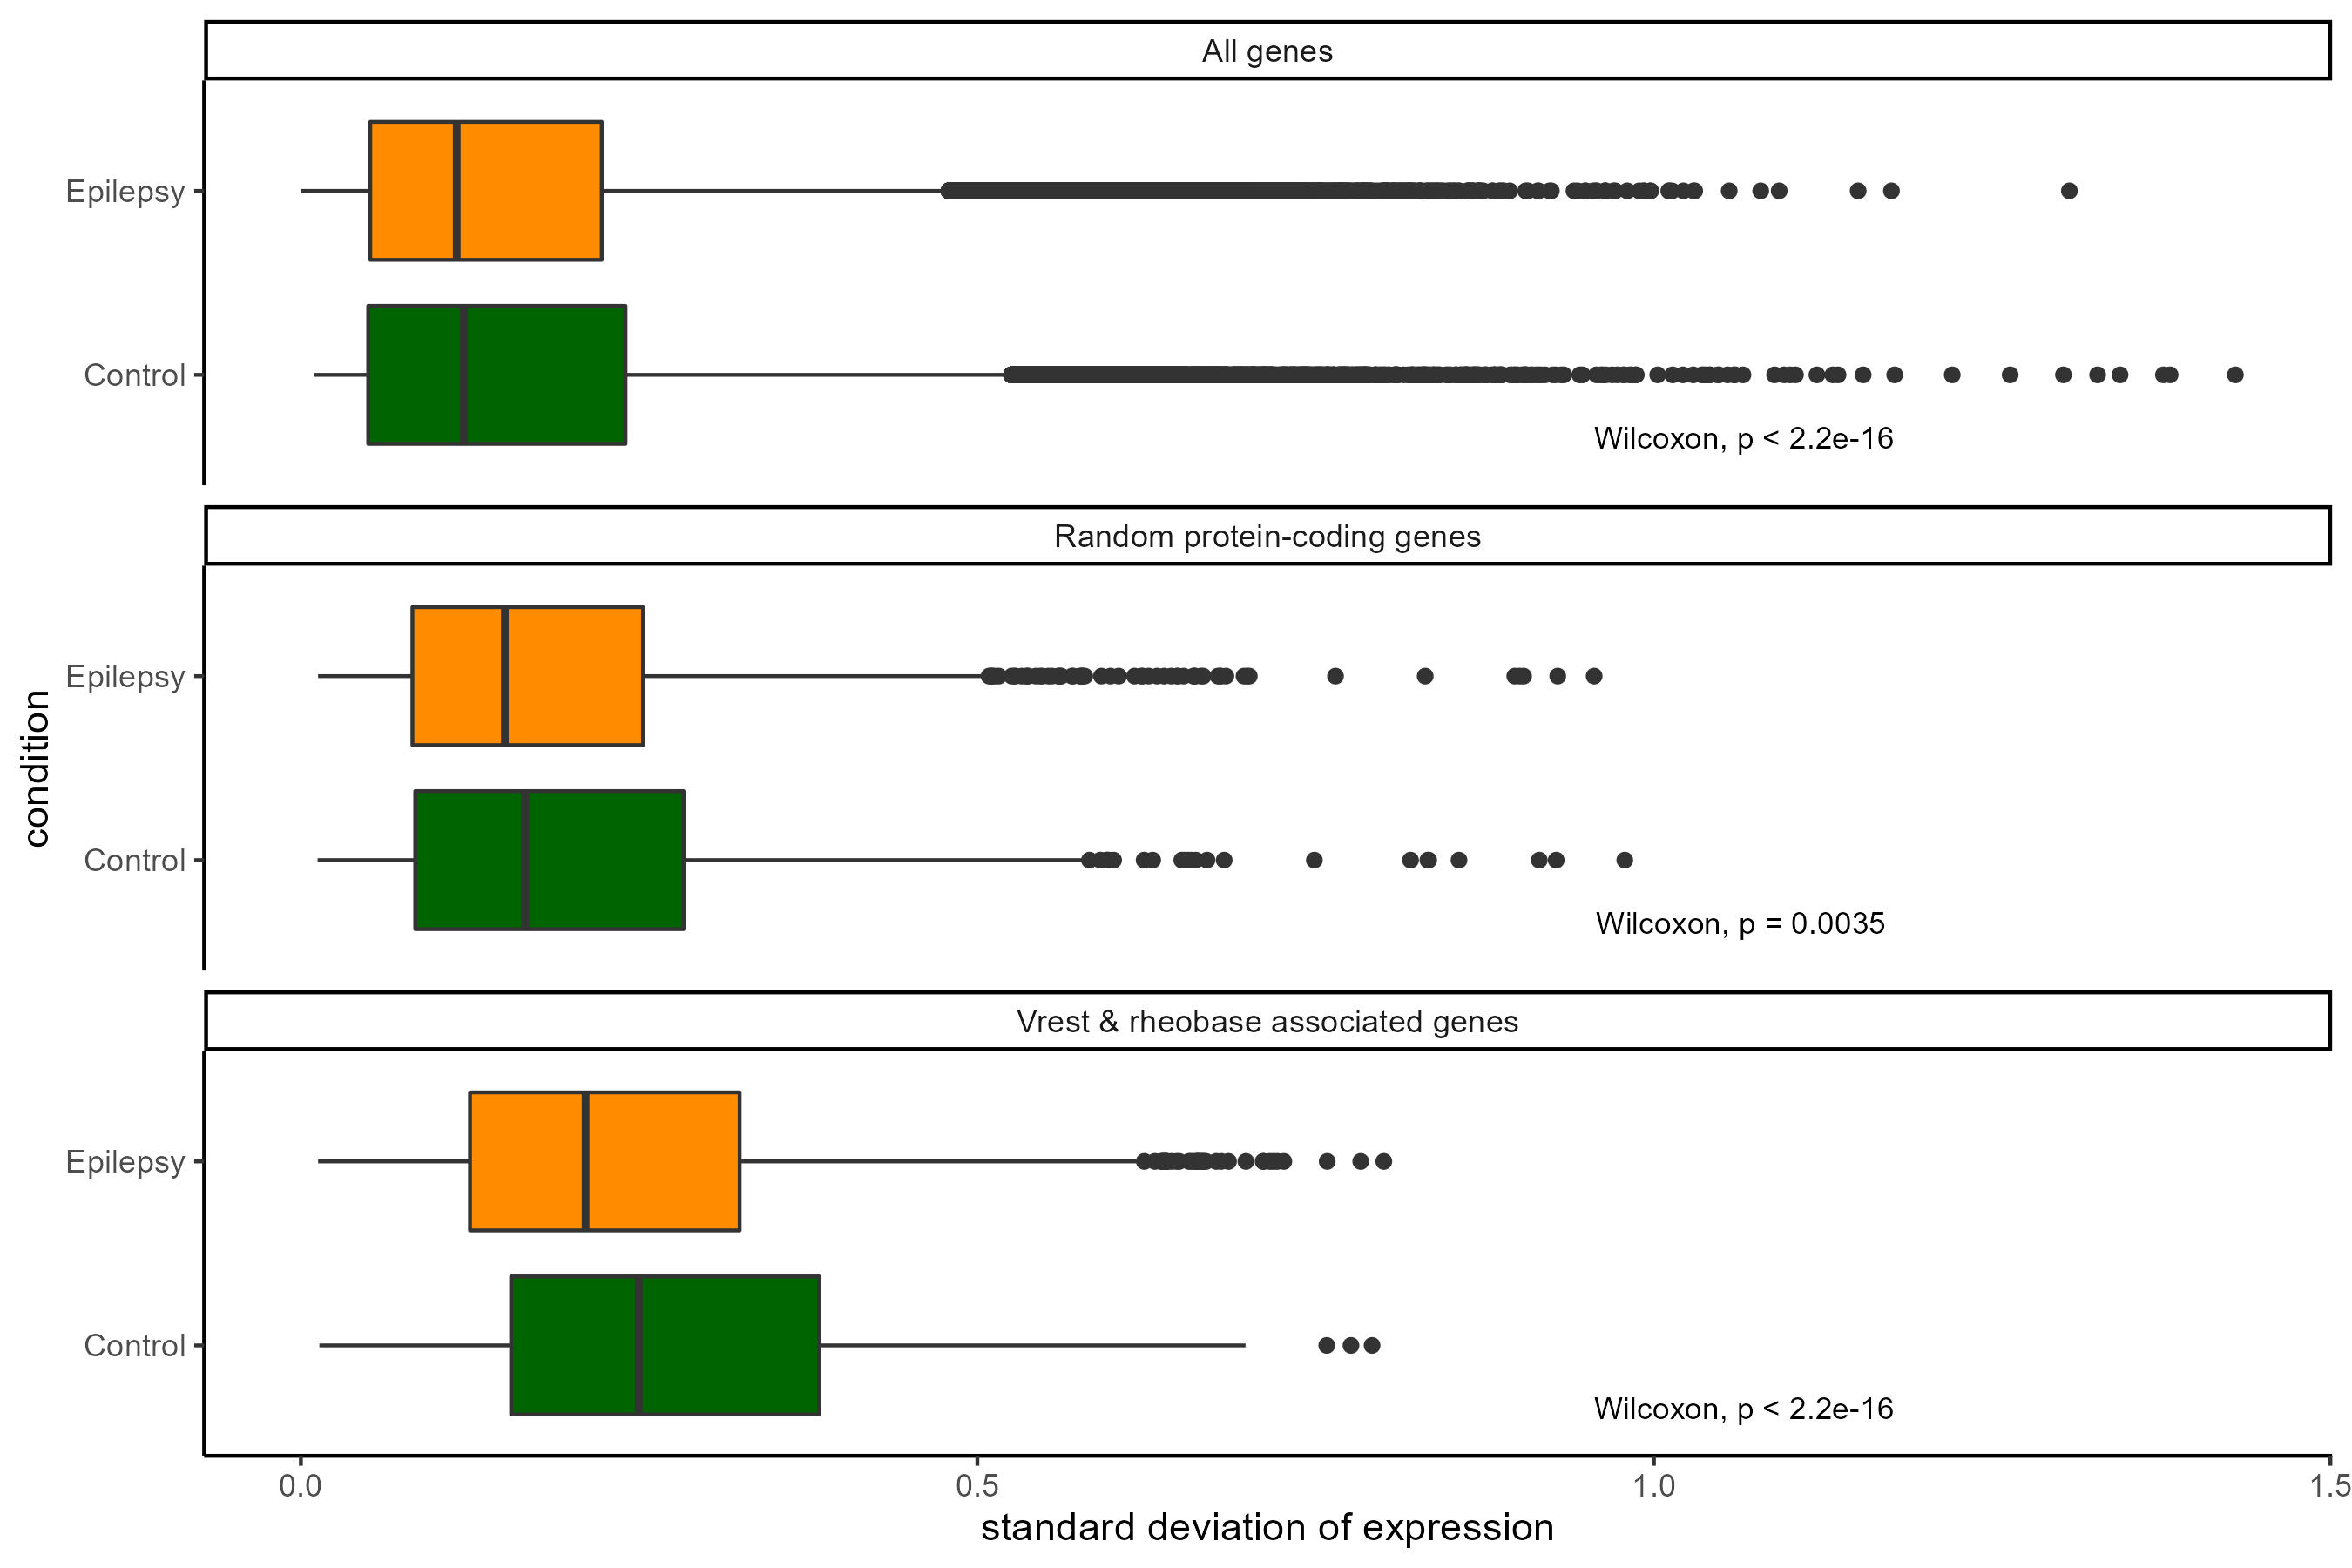 All genes
Epilepsy
Control
Wilcoxon, p < 2.2e-16
Random protein-coding genes
Epilepsy
Control
Wilcoxon, p = 0.0035
Vrest & rheobase associated genes
Epilepsy
Control
Wilcoxon, p < 2.2e-16
condition
0.0 0.5 1.0 1.5
standard deviation of expression